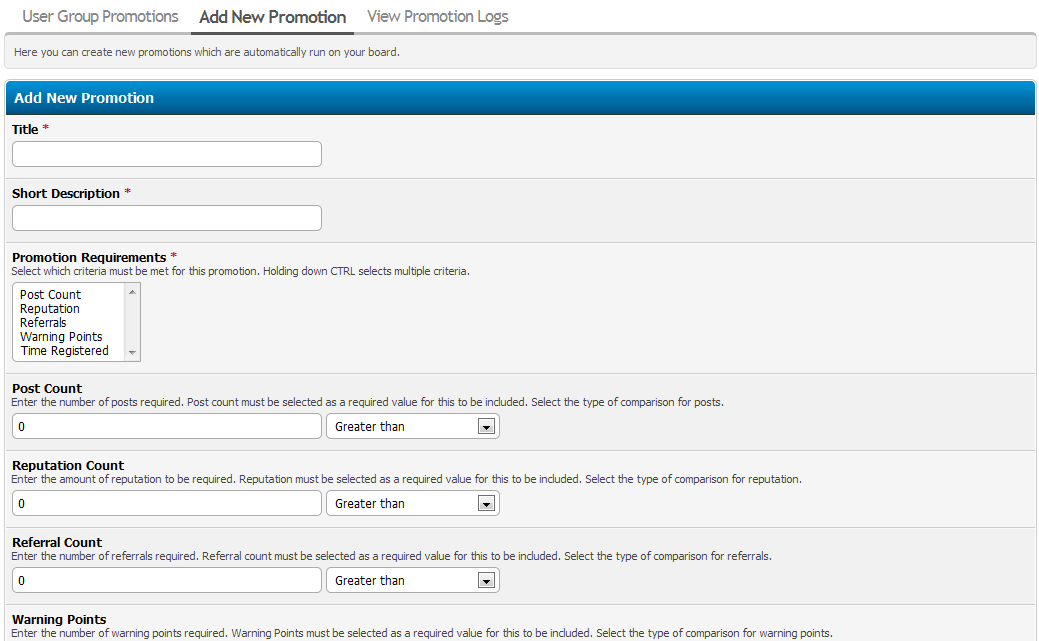 User Group Promotions Add New Promotion View Promotion Logs
Here you can create new promotions which are automatically run on your board.
Add New Promotion
Title *
Short Description *
Promotion Requirements *
Select which criteria must be met for this promotion. Holding down CTRL selects multiple criteria.
Post Count
Reputation
Referrals
Warning Points
Time Registered
Post Count
Enter the number of posts required. Post count must be selected as a required value for this to be included. Select the type of comparison for posts.
0 Greater than
Reputation Count
Enter the amount of reputation to be required. Reputation must be selected as a required value for this to be included. Select the type of comparison for reputation.
0 Greater than
Referral Count
Enter the number of referrals required. Referral count must be selected as a required value for this to be included. Select the type of comparison for referrals.
0 Greater than
Warning Points
Enter the number of warning points required. Warning Points must be selected as a required value for this to be included. Select the type of comparison for warning points.